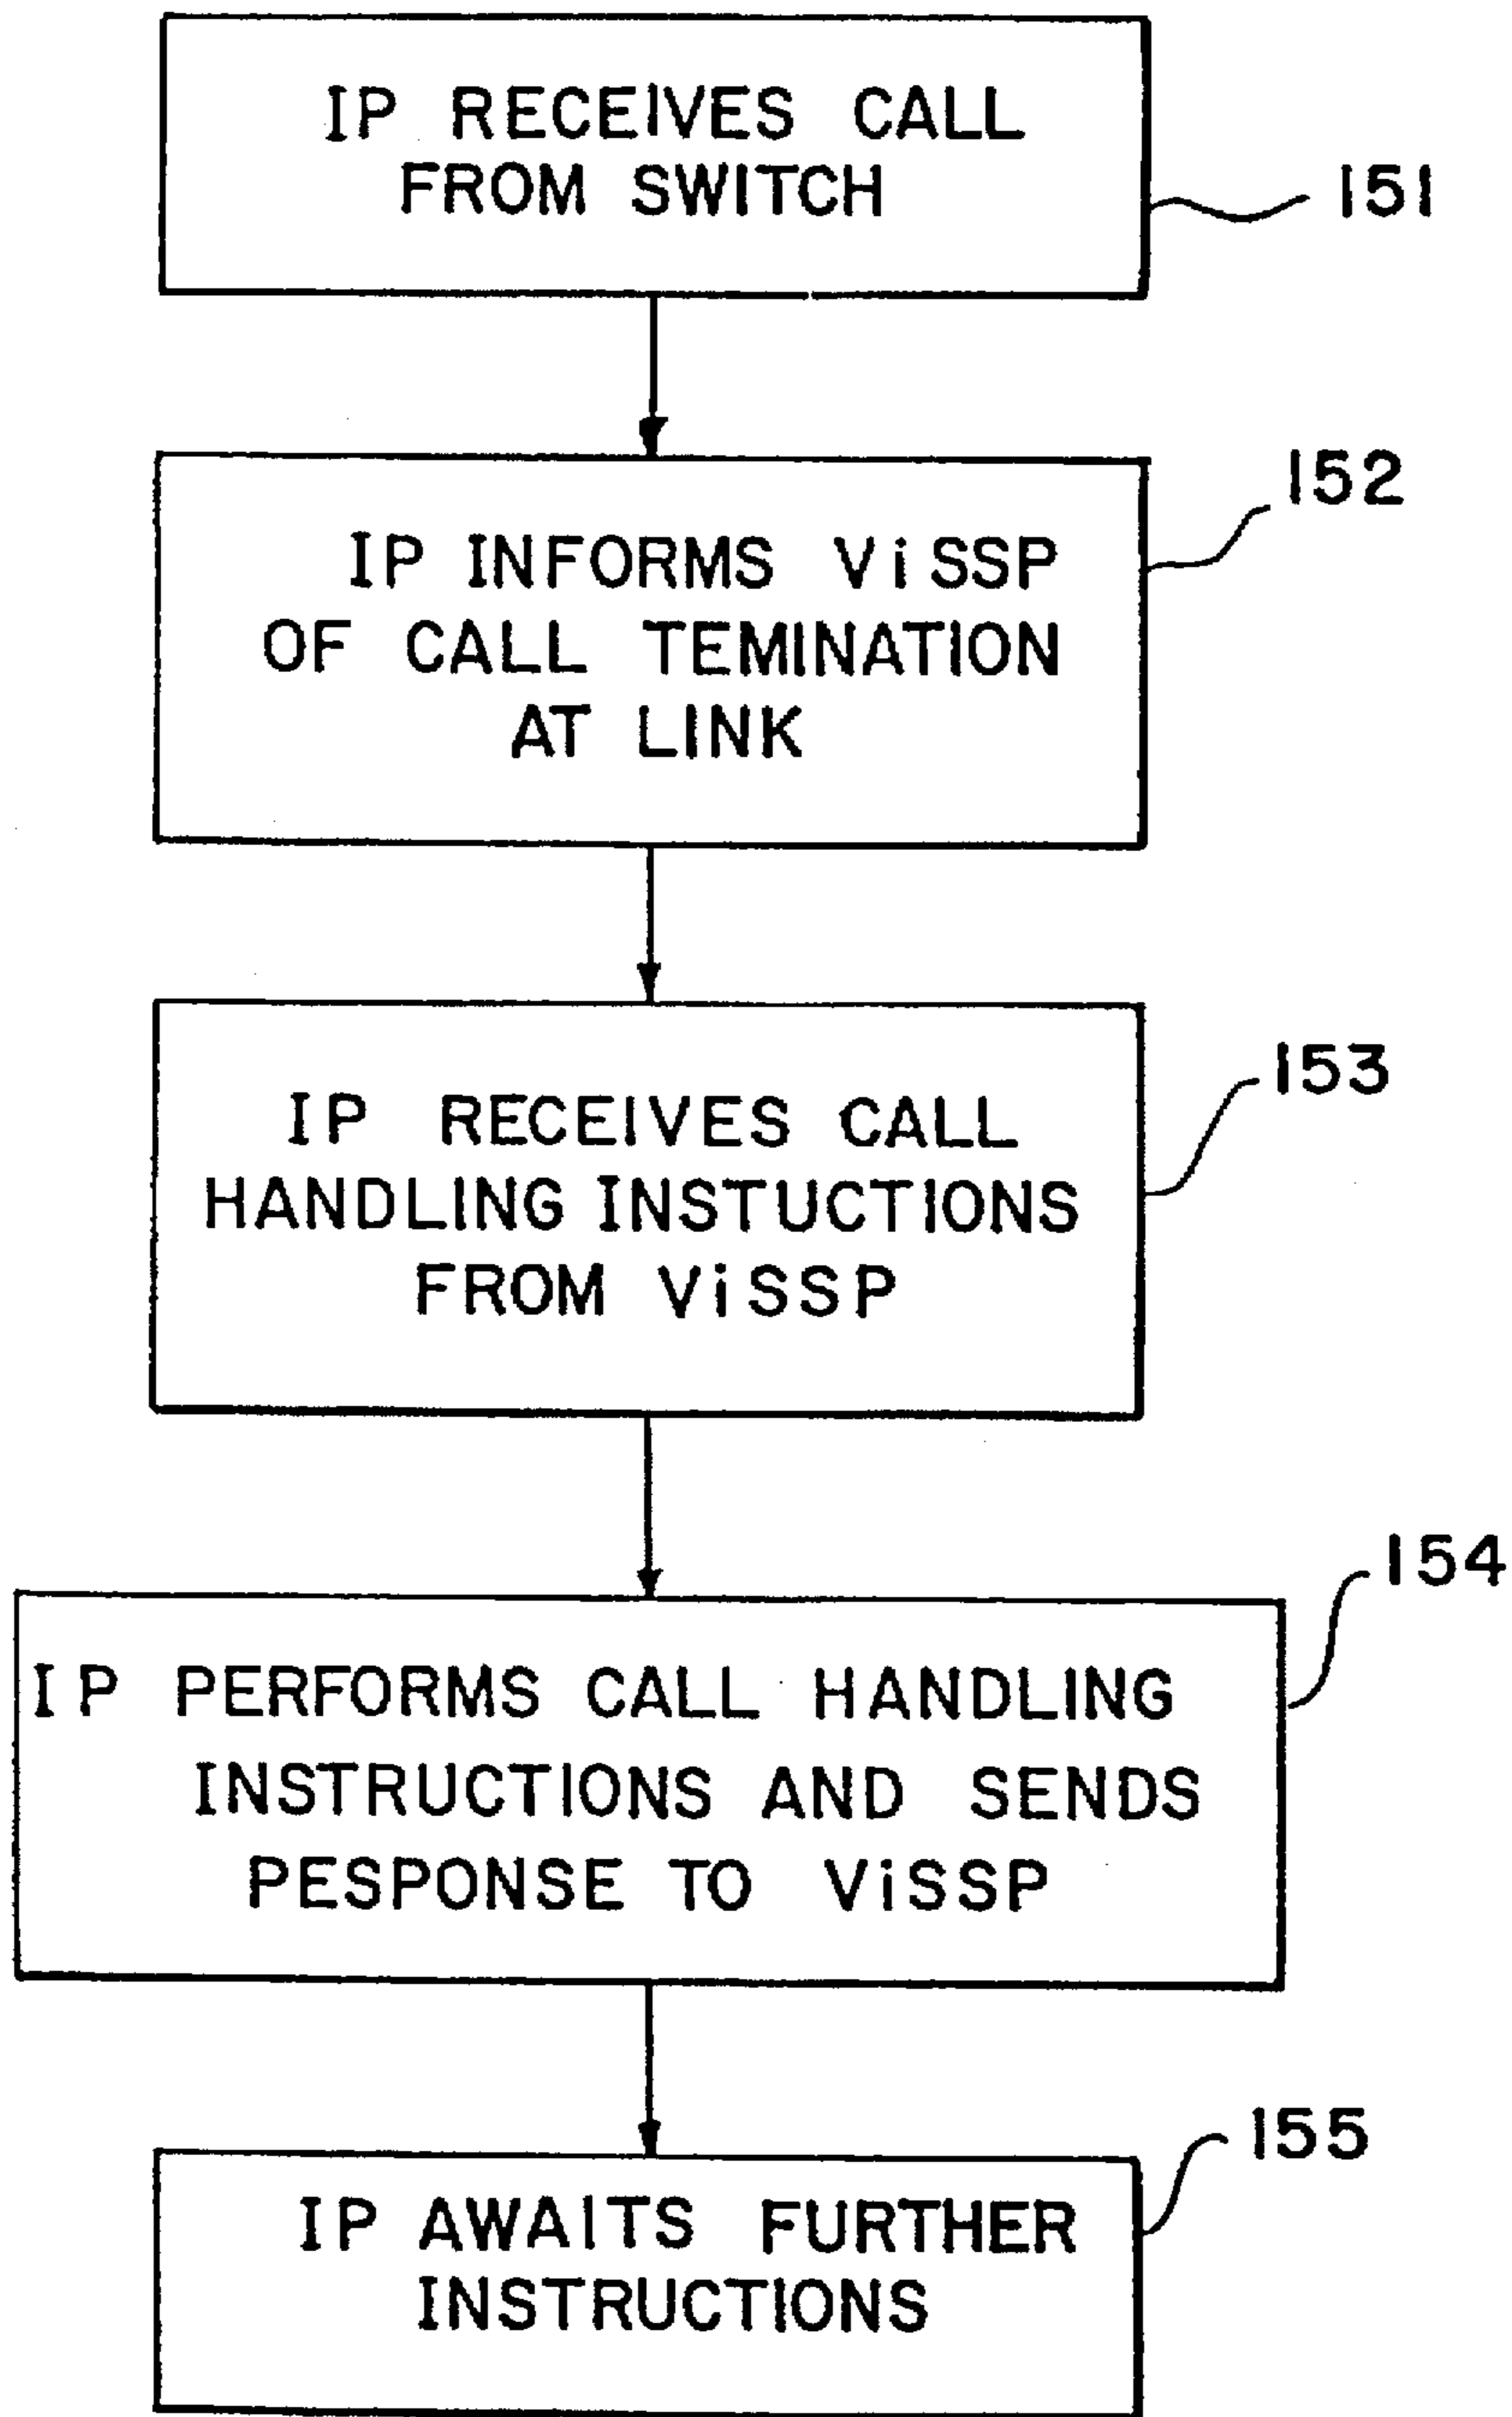 IP RECEIVES CALL
FROM SWITCH
151
152
IP INFORMS ViSSP
OF CALL TEMINATION
AT LINK
153
IP RECEIVES CALL
HANDLING INSTUCTIONS
FROM ViSSP
154
IP PERFORMS CALL HANDLING
INSTRUCTIONS AND SENDS
PESPONSE TO ViSSP
155
IP AWAITS FURTHER
INSTRUCTIONS